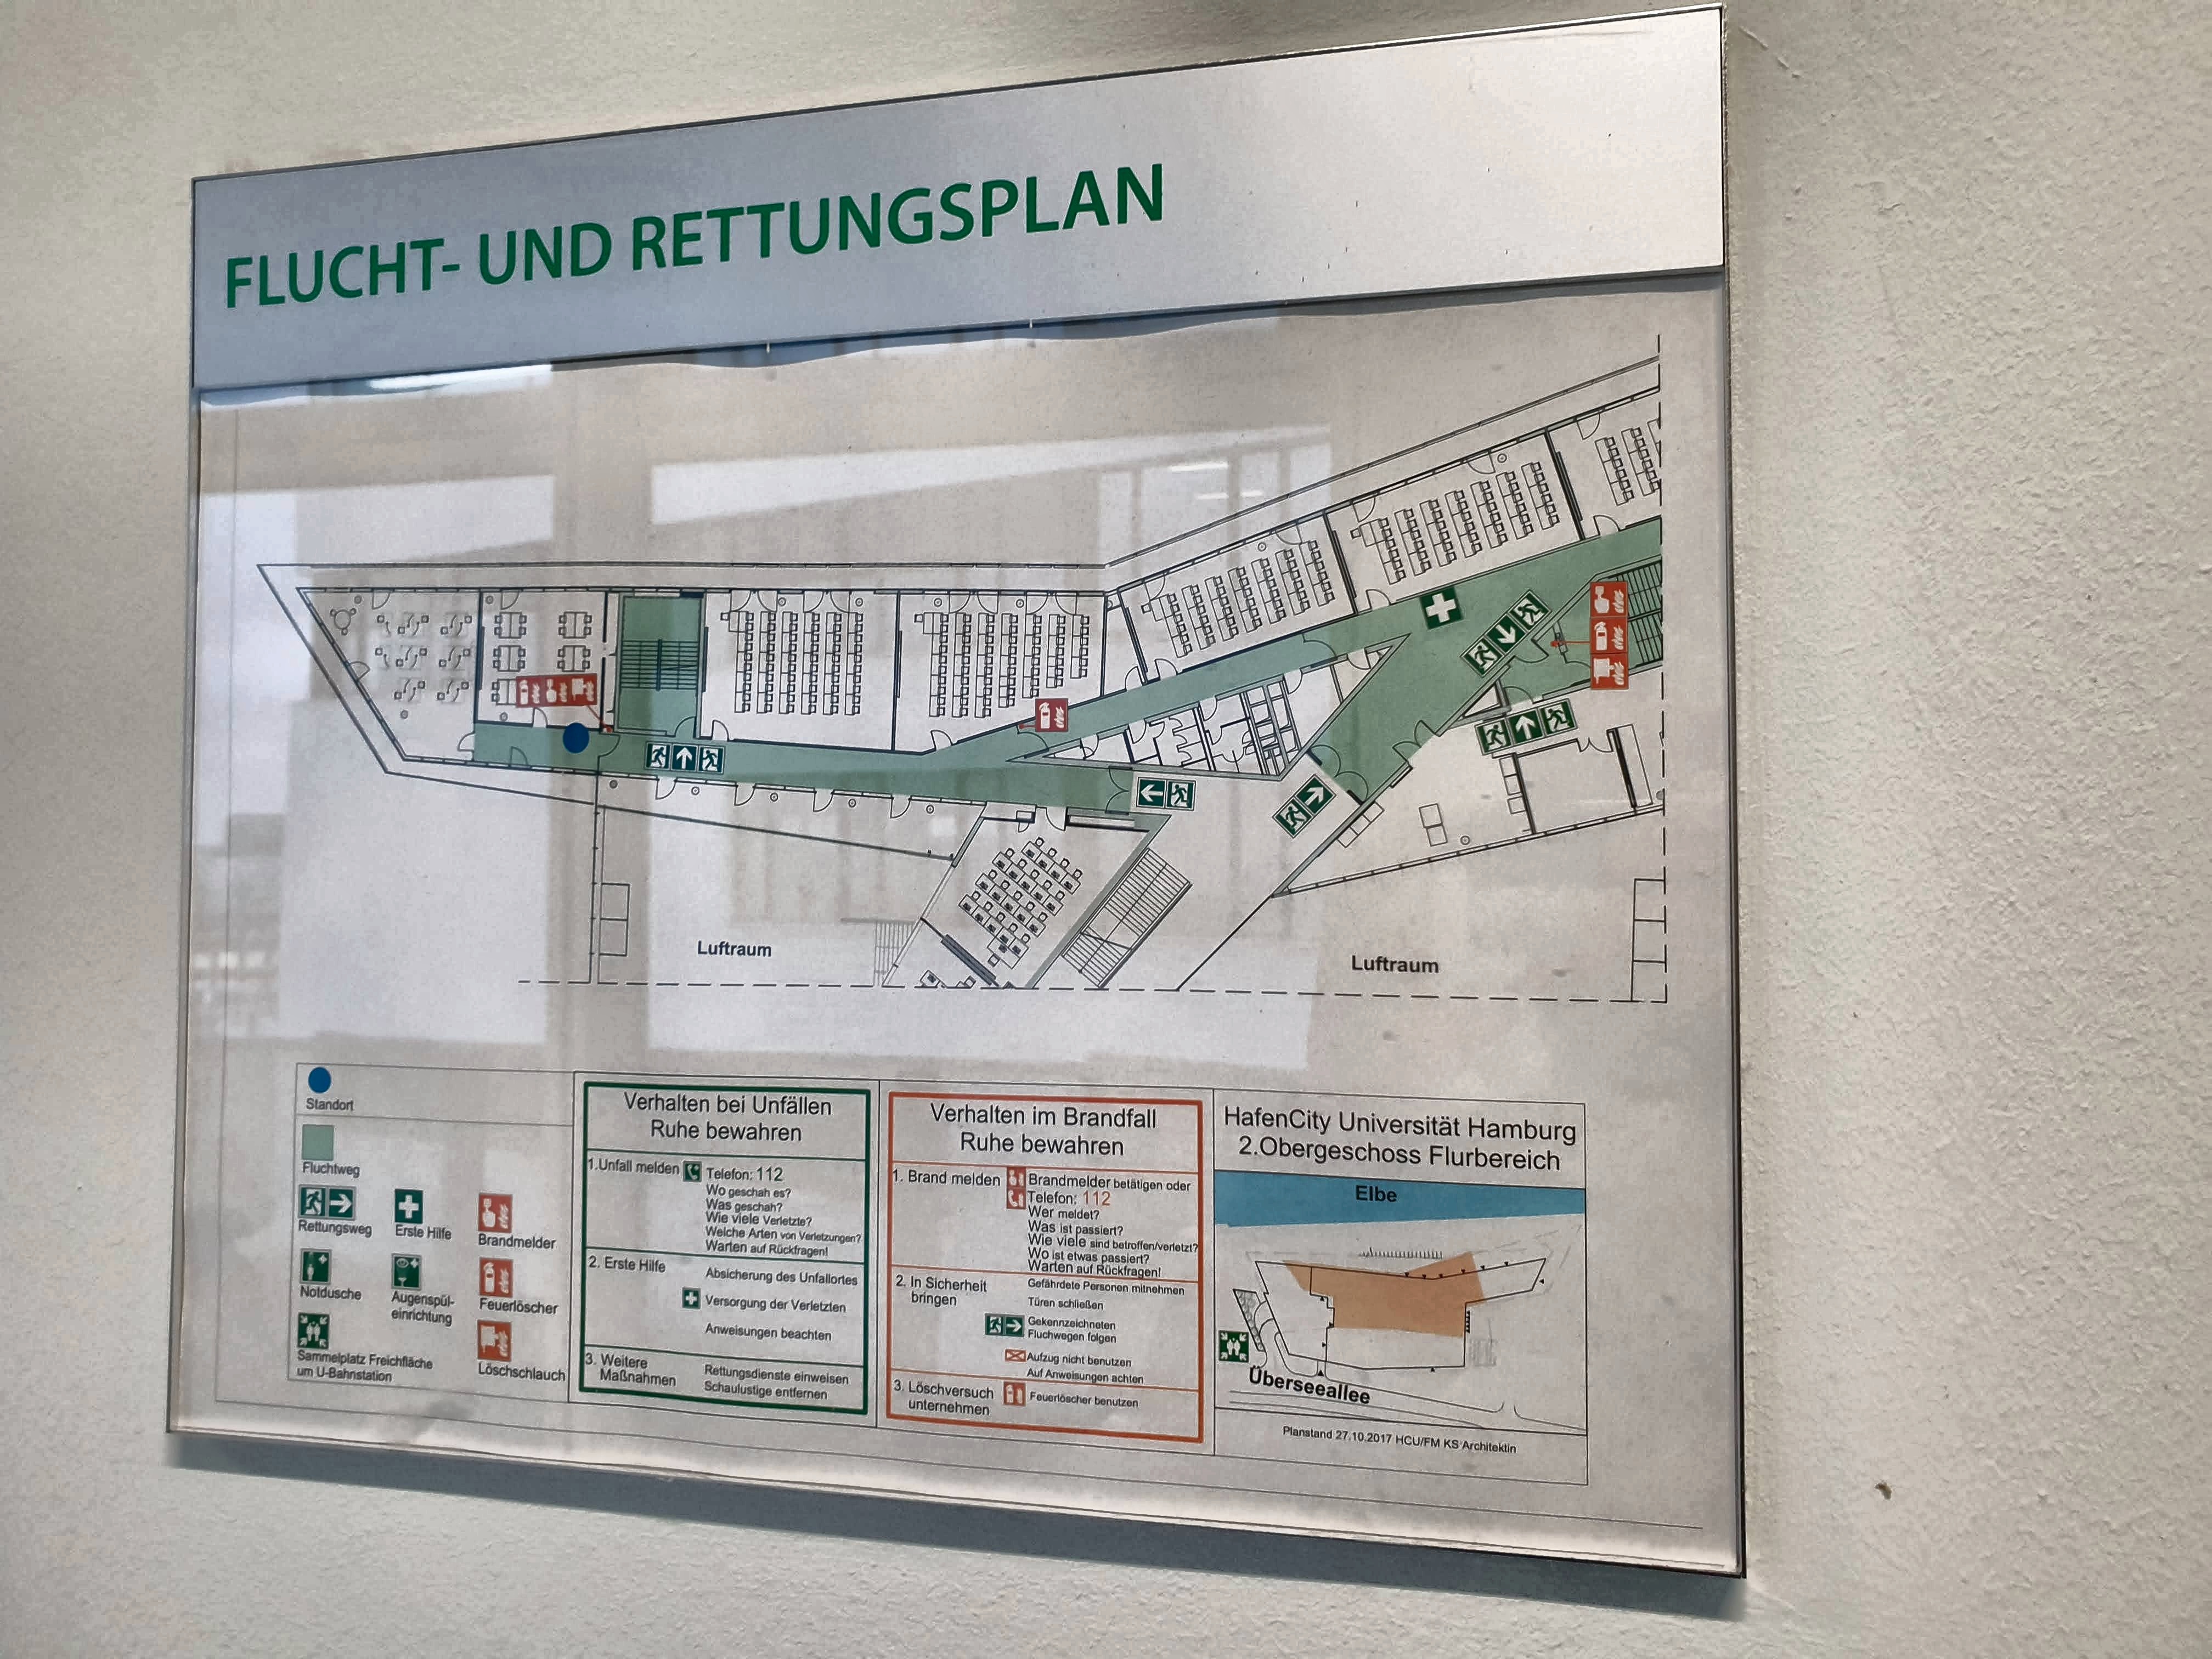 FLUCHT- UND RETTUNGSPLAN
Luftraum
Luftraum
Standort
Fluchtweg
Rettungsweg
Erste Hilfe
Brandmelder
Notdusche
Augenspül-
einrichtung
Feuerlöscher
Sammelplatz Freichfläche
um U-Bahnstation
Löschschlauch
Verhalten bei Unfällen
Ruhe bewahren
1.Unfall melden Telefon: 112
Wo geschah es?
Was geschah?
Wie viele Verletzte?
Welche Arten von Verletzungen?
Warten auf Rückfragen!
2. Erste Hilfe Absicherung des Unfallortes
Versorgung der Verletzten
Anweisungen beachten
3. Weitere
Maßnahmen
Rettungsdienste einweisen
Schaulustige entfernen
Verhalten im Brandfall
Ruhe bewahren
1. Brand melden Brandmelder betätigen oder
Telefon: 112
Wer meldet?
Was ist passiert?
Wie viele sind betroffen/verletzt?
Wo ist etwas passiert?
Warten auf Rückfragen!
2. In Sicherheit
bringen
Gefährdete Personen mitnehmen
Türen schließen
Gekennzeichneten
Fluchwegen folgen
Aufzug nicht benutzen
Auf Anweisungen achten
3. Löschversuch
unternehmen
Feuerlöscher benutzen
HafenCity Universität Hamburg
2.Obergeschoss Flurbereich
Elbe
Überseeallee
Planstand 27.10.2017 HCU/FM KS Architektin